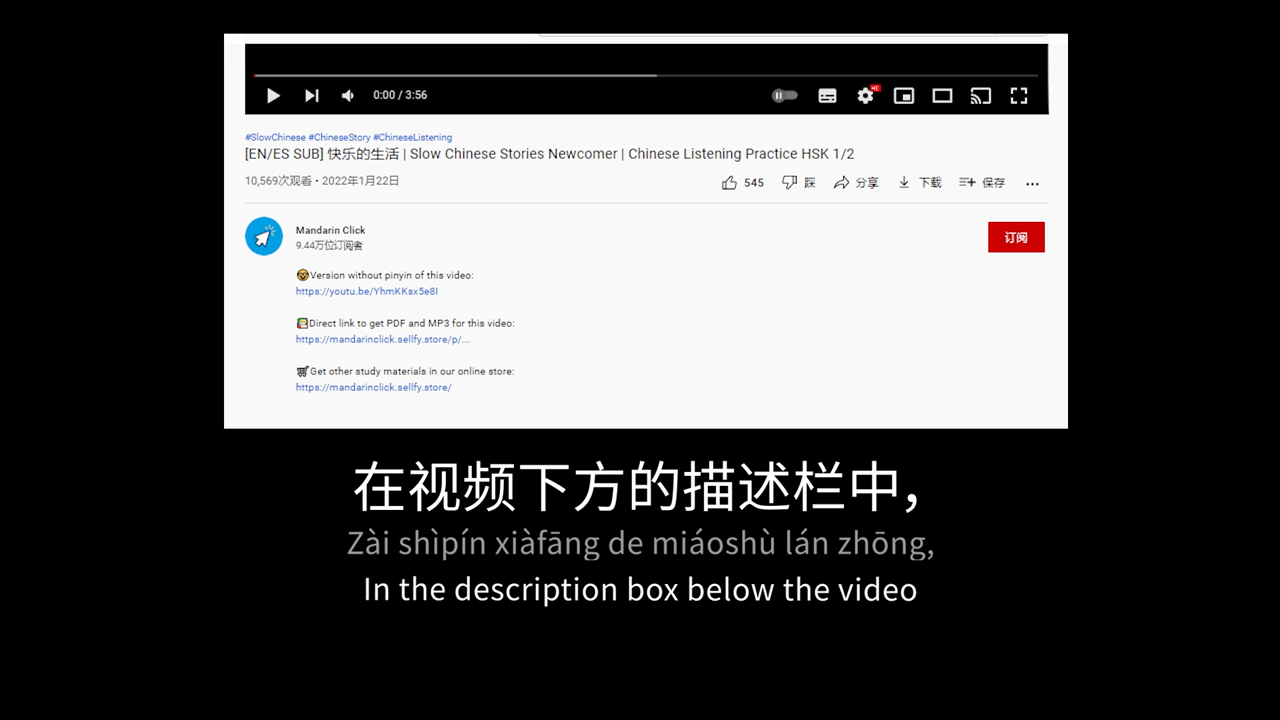 0:00 / 3:56
#SlowChinese #ChineseStory #ChineseListening
[EN/ES SUB] 快乐的生活 | Slow Chinese Stories Newcomer | Chinese Listening Practice HSK 1/2
10,569次观看 • 2022年1月22日
545 踩 分享 下载 保存
Mandarin Click
9.44万位订阅者
订阅
Version without pinyin of this video:
https://youtu.be/YhmKKsx5e8I
Direct link to get PDF and MP3 for this video:
https://mandarinclick.sellfy.store/p/...
Get other study materials in our online store:
https://mandarinclick.sellfy.store/
在视频下方的描述栏中，
Zài shìpín xiàfāng de miáoshù lán zhōng,
In the description box below the video